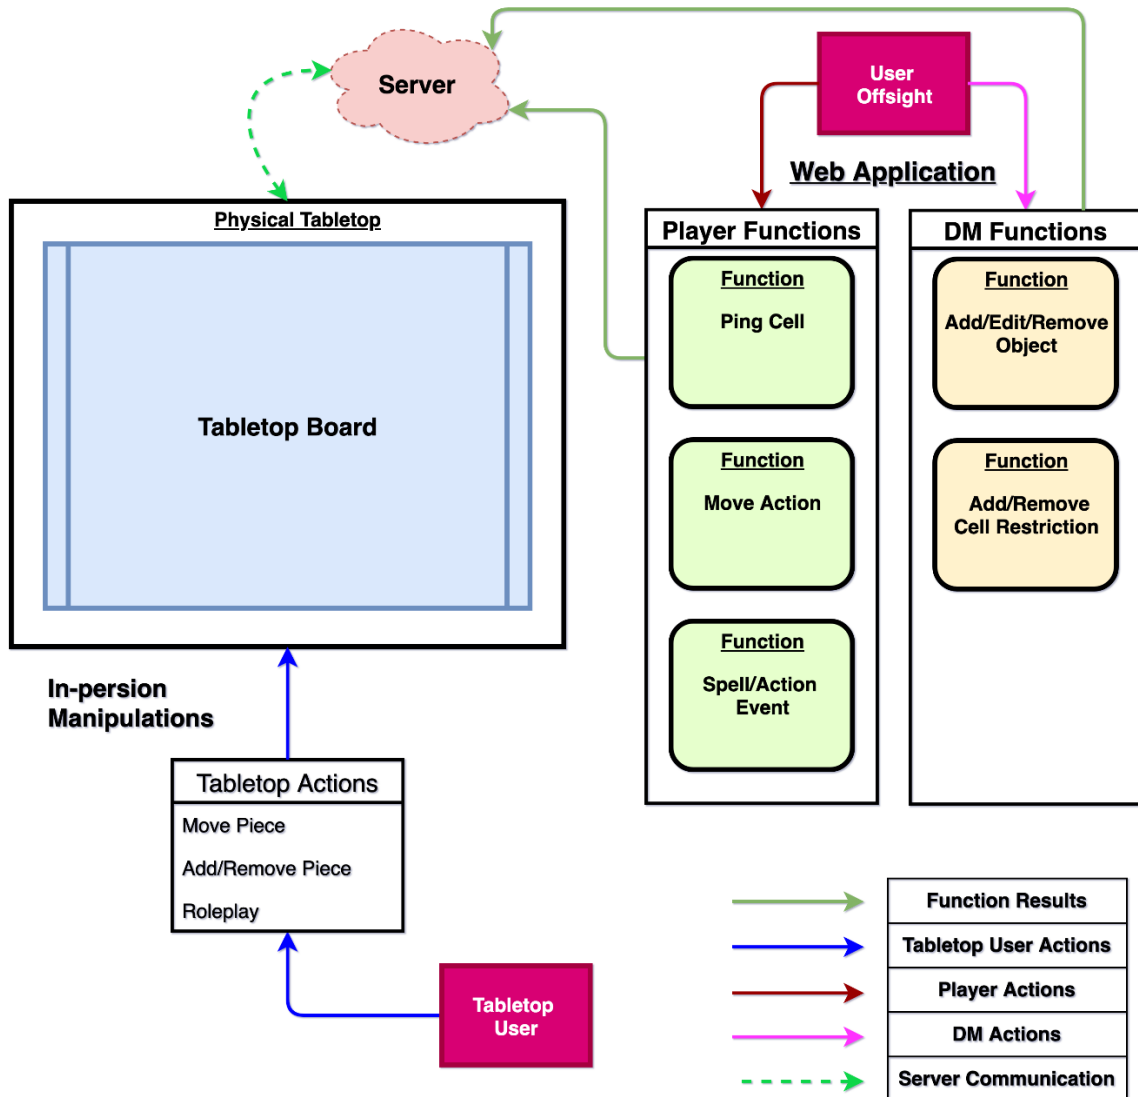 Server
User
Offsight
Web Application
Physical Tabletop
Tabletop Board
Player Functions
Function
Ping Cell
Function
Move Action
Function
Spell/Action
Event
DM Functions
Function
Add/Edit/Remove
Object
Function
Add/Remove
Cell Restriction
In-persion
Manipulations
Tabletop Actions
Move Piece
Add/Remove Piece
Roleplay
Tabletop
User
Function Results
Tabletop User Actions
Player Actions
DM Actions
Server Communication